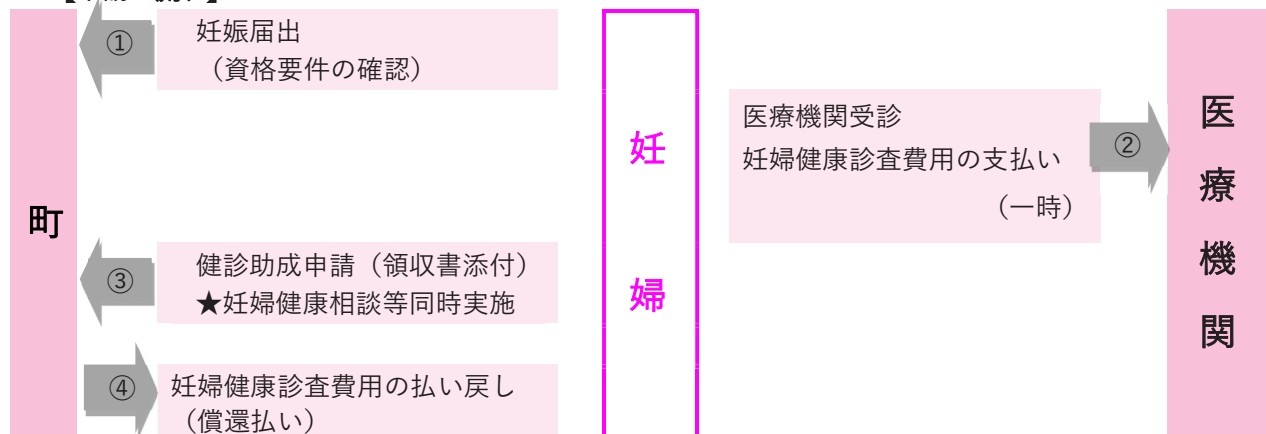 ①
妊娠届出
（資格要件の確認）
町
③
健診助成申請（領収書添付）
★妊婦健康相談等同時実施
④
妊婦健康診査費用の払い戻し
（償還払い）
妊婦
医療機関受診
妊婦健康診査費用の支払い
（一時）
②
医療機関